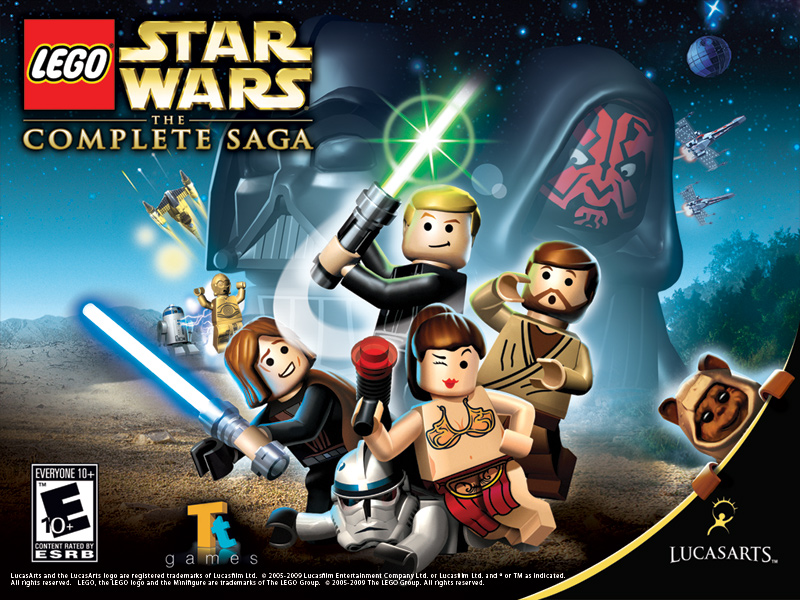 LEGO
STAR
WARS
THE
COMPLETE SAGA
EVERYONE 10+
TM
E
10+
CONTENT RATED BY
ESRB
Tt
games
LUCASARTS™
LucasArts and the LucasArts logo are registered trademarks of Lucasfilm Ltd. © 2005-2009 Lucasfilm Entertainment Company Ltd. or Lucasfilm Ltd. and ® or TM as indicated.
All rights reserved. LEGO, the LEGO logo and the Minifigure are trademarks of The LEGO Group. © 2005-2009 The LEGO Group. All rights reserved.